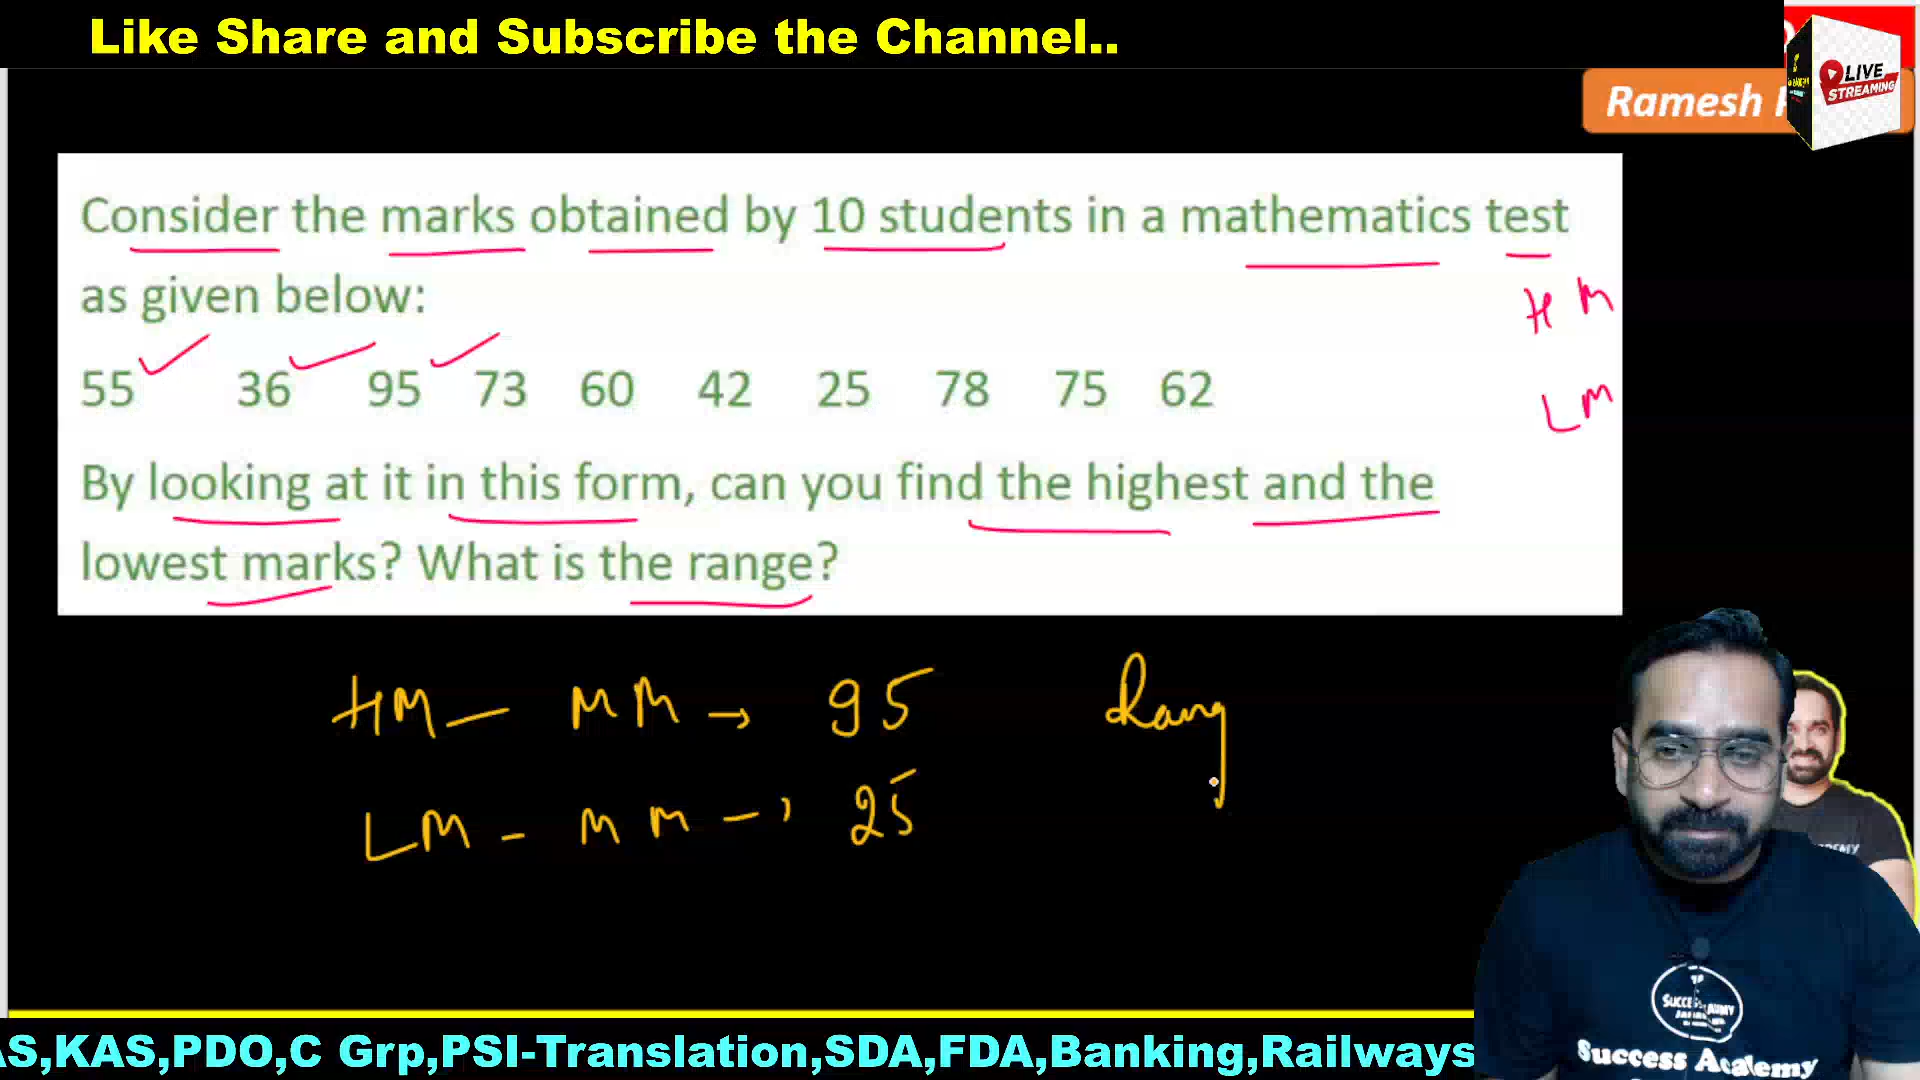 Like Share and Subscribe the Channel..
LIVE
STREAMING
Ramesh
Consider the marks obtained by 10 students in a mathematics test
as given below:
H M
55 36 95 73 60 42 25 78 75 62
L M
By looking at it in this form, can you find the highest and the
lowest marks? What is the range?
HM — MM → 95
Rang
LM - MM → 25
SUCCESS ACADEMY
Success Academy
AS,KAS,PDO,C Grp,PSI-Translation,SDA,FDA,Banking,Railways